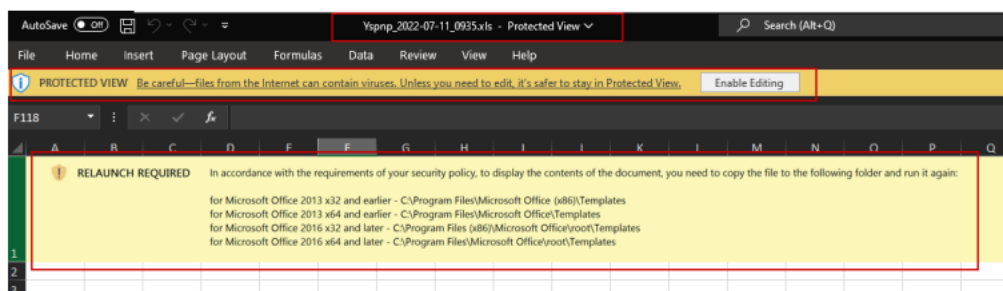 AutoSave Off Yspnp_2022-07-11_0935.xls - Protected View Search (Alt+Q)
File Home Insert Page Layout Formulas Data Review View Help
PROTECTED VIEW Be careful—files from the Internet can contain viruses. Unless you need to edit, it's safer to stay in Protected View. Enable Editing
F118 fx
A B C D E F G H I J K L M N O P Q
RELAUNCH REQUIRED In accordance with the requirements of your security policy, to display the contents of the document, you need to copy the file to the following folder and run it again:
for Microsoft Office 2013 x32 and earlier - C:\Program Files\Microsoft Office (x86)\Templates
for Microsoft Office 2013 x64 and earlier - C:\Program Files\Microsoft Office\Templates
for Microsoft Office 2016 x32 and later - C:\Program Files (x86)\Microsoft Office\root\Templates
for Microsoft Office 2016 x64 and later - C:\Program Files\Microsoft Office\root\Templates
1
2
3